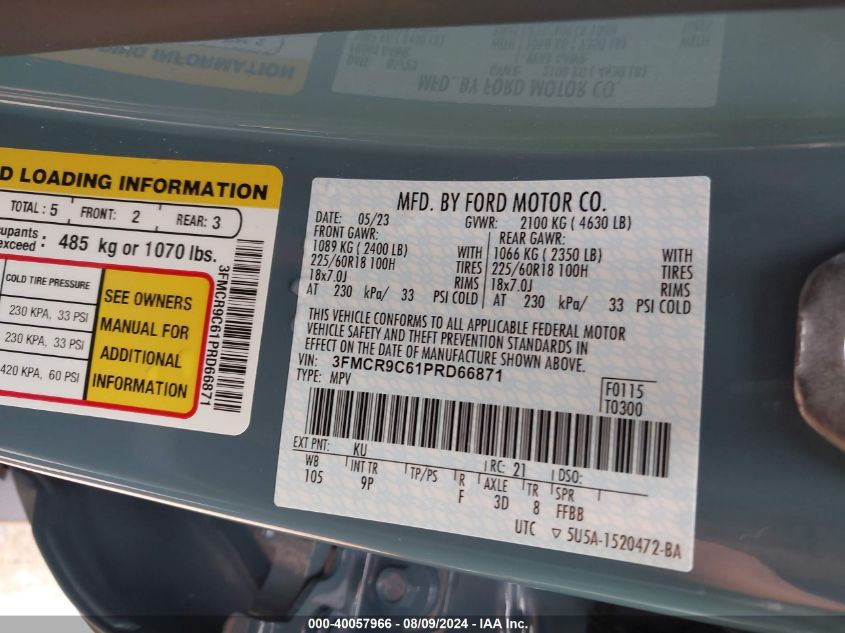 D LOADING INFORMATION
TOTAL : 5 FRONT: 2 REAR: 3
upants
exceed : 485 kg or 1070 lbs.
COLD TIRE PRESSURE
230 KPA, 33 PSI
230 KPA, 33 PSI
420 KPA, 60 PSI
SEE OWNERS
MANUAL FOR
ADDITIONAL
INFORMATION
3FMCR9C61PRD66871
MFD. BY FORD MOTOR CO.
DATE: 05/23 GVWR: 2100 KG ( 4630 LB)
FRONT GAWR: REAR GAWR:
1089 KG ( 2400 LB) WITH 1066 KG ( 2350 LB) WITH
225/60R18 100H TIRES 225/60R18 100H TIRES
18x7.0J RIMS 18x7.0J RIMS
AT 230 kPa/ 33 PSI COLD AT 230 kPa/ 33 PSI COLD
THIS VEHICLE CONFORMS TO ALL APPLICABLE FEDERAL MOTOR
VEHICLE SAFETY AND THEFT PREVENTION STANDARDS IN
EFFECT ON THE DATE OF MANUFACTURE SHOWN ABOVE.
VIN: 3FMCR9C61PRD66871
TYPE: MPV
F0115
T0300
EXT PNT: KU RC: 21 DSO:
WB INT TR TP/PS R AXLE TR SPR
105 9P F 3D 8 FFBB
UTC ▽ 5U5A-1520472-BA
000-40057966 - 08/09/2024 - IAA Inc.